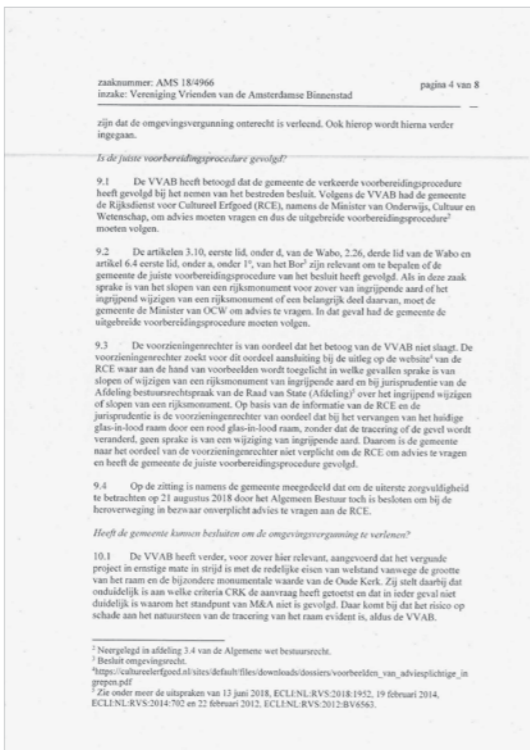 zaaknummer: AMS 18/4966 pagina 4 van 8
inzake: Vereniging Vrienden van de Amsterdamse Binnenstad
zijn dat de omgevingsvergunning onterecht is verleend. Ook hierop wordt hierna verder
ingegaan.
Is de juiste voorbereidingsprocedure gevolgd?
9.1 De VVAB heeft betoogd dat de gemeente de verkeerde voorbereidingsprocedure
heeft gevolgd bij het nemen van het bestreden besluit. Volgens de VVAB had de gemeente
de Rijksdienst voor Cultureel Erfgoed (RCE), namens de Minister van Onderwijs, Cultuur en
Wetenschap, om advies moeten vragen en dus de uitgebreide voorbereidingsprocedure²
moeten volgen.
9.2 De artikelen 3.10, eerste lid, onder d, van de Wabo, 2.26, derde lid van de Wabo en
artikel 6.4 eerste lid, onder a, onder 1°, van het Bor³ zijn relevant om te bepalen of de
gemeente de juiste voorbereidingsprocedure van het besluit heeft gevolgd. Als in deze zaak
sprake is van het slopen van een rijksmonument voor zover van ingrijpende aard of het
ingrijpend wijzigen van een rijksmonument of een belangrijk deel daarvan, moet de
gemeente de Minister van OCW om advies te vragen. In dat geval had de gemeente de
uitgebreide voorbereidingsprocedure moeten volgen.
9.3 De voorzieningenrechter is van oordeel dat het betoog van de VVAB niet slaagt. De
voorzieningenrechter zoekt voor dit oordeel aansluiting bij de uitleg op de website⁴ van de
RCE waar aan de hand van voorbeelden wordt toegelicht in welke gevallen sprake is van
slopen of wijzigen van een rijksmonument van ingrijpende aard en bij jurisprudentie van de
Afdeling bestuursrechtspraak van de Raad van State (Afdeling)⁵ over het ingrijpend wijzigen
of slopen van een rijksmonument. Op basis van de informatie van de RCE en de
jurisprudentie is de voorzieningenrechter van oordeel dat bij het vervangen van het huidige
glas-in-lood raam door een rood glas-in-lood raam, zonder dat de tracering of de gevel wordt
veranderd, geen sprake is van een wijziging van ingrijpende aard. Daarom is de gemeente
naar het oordeel van de voorzieningenrechter niet verplicht om de RCE om advies te vragen
en heeft de gemeente de juiste voorbereidingsprocedure gevolgd.
9.4 Op de zitting is namens de gemeente meegedeeld dat om de uiterste zorgvuldigheid
te betrachten op 21 augustus 2018 door het Algemeen Bestuur toch is besloten om bij de
heroverweging in bezwaar onverplicht advies te vragen aan de RCE.
Heeft de gemeente kunnen besluiten om de omgevingsvergunning te verlenen?
10.1 De VVAB heeft verder, voor zover hier relevant, aangevoerd dat het vergunde
project in ernstige mate in strijd is met de redelijke eisen van welstand vanwege de grootte
van het raam en de bijzondere monumentale waarde van de Oude Kerk. Zij stelt daarbij dat
onduidelijk is aan welke criteria CRK de aanvraag heeft getoetst en dat in ieder geval niet
duidelijk is waarom het standpunt van M&A niet is gevolgd. Daar komt bij dat het risico op
schade aan het natuursteen van de tracering van het raam evident is, aldus de VVAB.
² Neergelegd in afdeling 3.4 van de Algemene wet bestuursrecht.
³ Besluit omgevingsrecht.
⁴https://cultureelerfgoed.nl/sites/default/files/downloads/dossiers/voorbeelden_van_adviesplichtige_in
grepen.pdf
⁵ Zie onder meer de uitspraken van 13 juni 2018, ECLI:NL:RVS:2018:1952, 19 februari 2014,
ECLI:NL:RVS:2014:702 en 22 februari 2012, ECLI:NL:RVS:2012:BV6563.